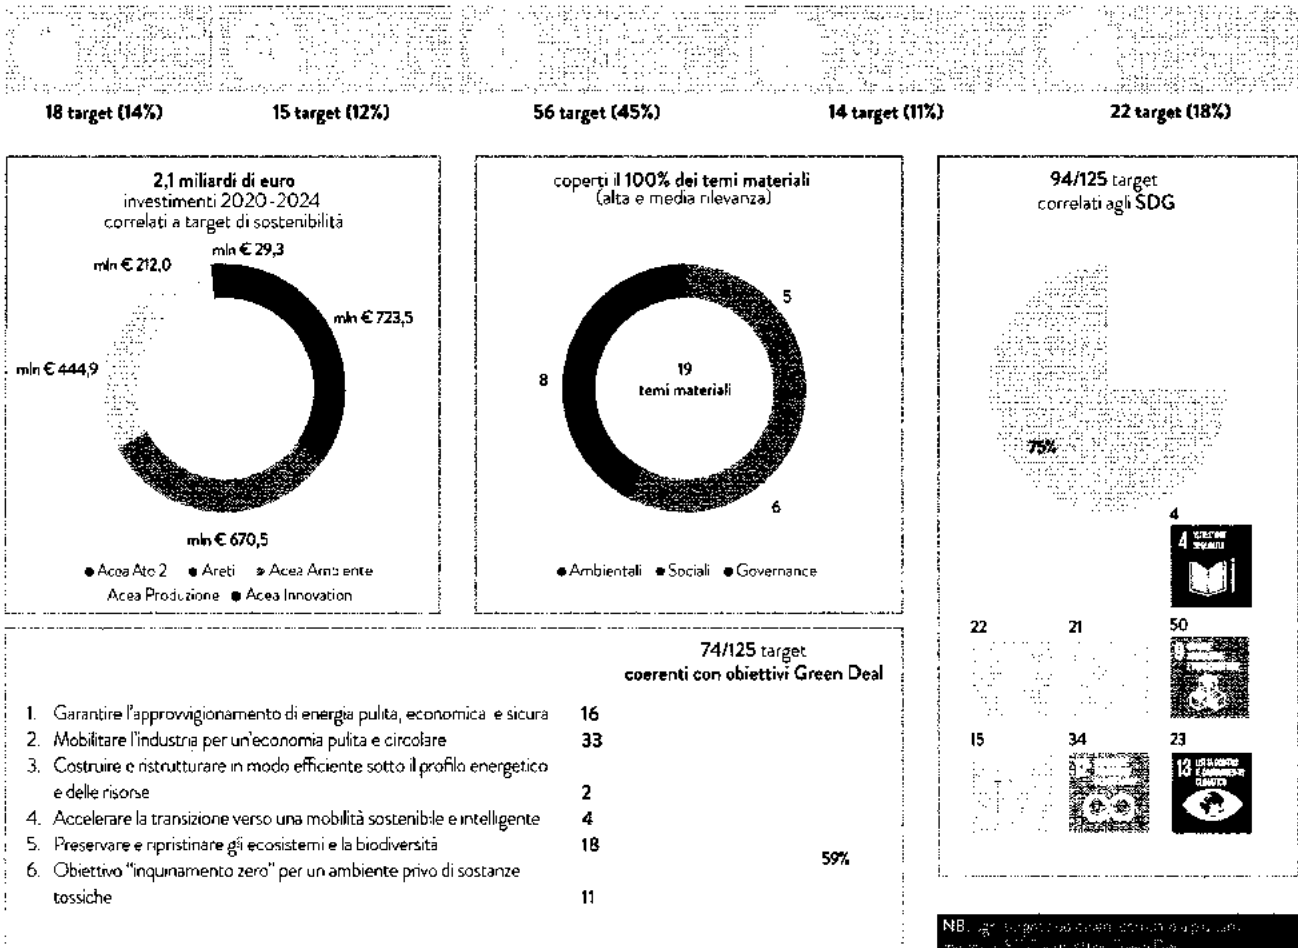 18 target (14%)
15 target (12%)
56 target (45%)
14 target (11%)
22 target (18%)
2,1 miliardi di euro
investimenti 2020-2024
correlati a target di sostenibilità
mln € 29,3
mln € 212,0
mln € 723,5
mln € 444,9
mln € 670,5
Acea Ato 2 Areti Acea Ambiente
Acea Produzione Acea Innovation
coperti il 100% dei temi materiali
(alta e media rilevanza)
5
8
19
temi materiali
6
Ambientali Sociali Governance
94/125 target
correlati agli SDG
75%
4
4
22 21 50
9
15 34 23
13
74/125 target
coerenti con obiettivi Green Deal
1. Garantire l'approvvigionamento di energia pulita, economica e sicura 16
2. Mobilitare l'industria per un'economia pulita e circolare 33
3. Costruire e ristrutturare in modo efficiente sotto il profilo energetico
e delle risorse 2
4. Accelerare la transizione verso una mobilità sostenibile e intelligente 4
5. Preservare e ripristinare gli ecosistemi e la biodiversità 18
6. Obiettivo "inquinamento zero" per un ambiente privo di sostanze
tossiche 11
59%
NB.